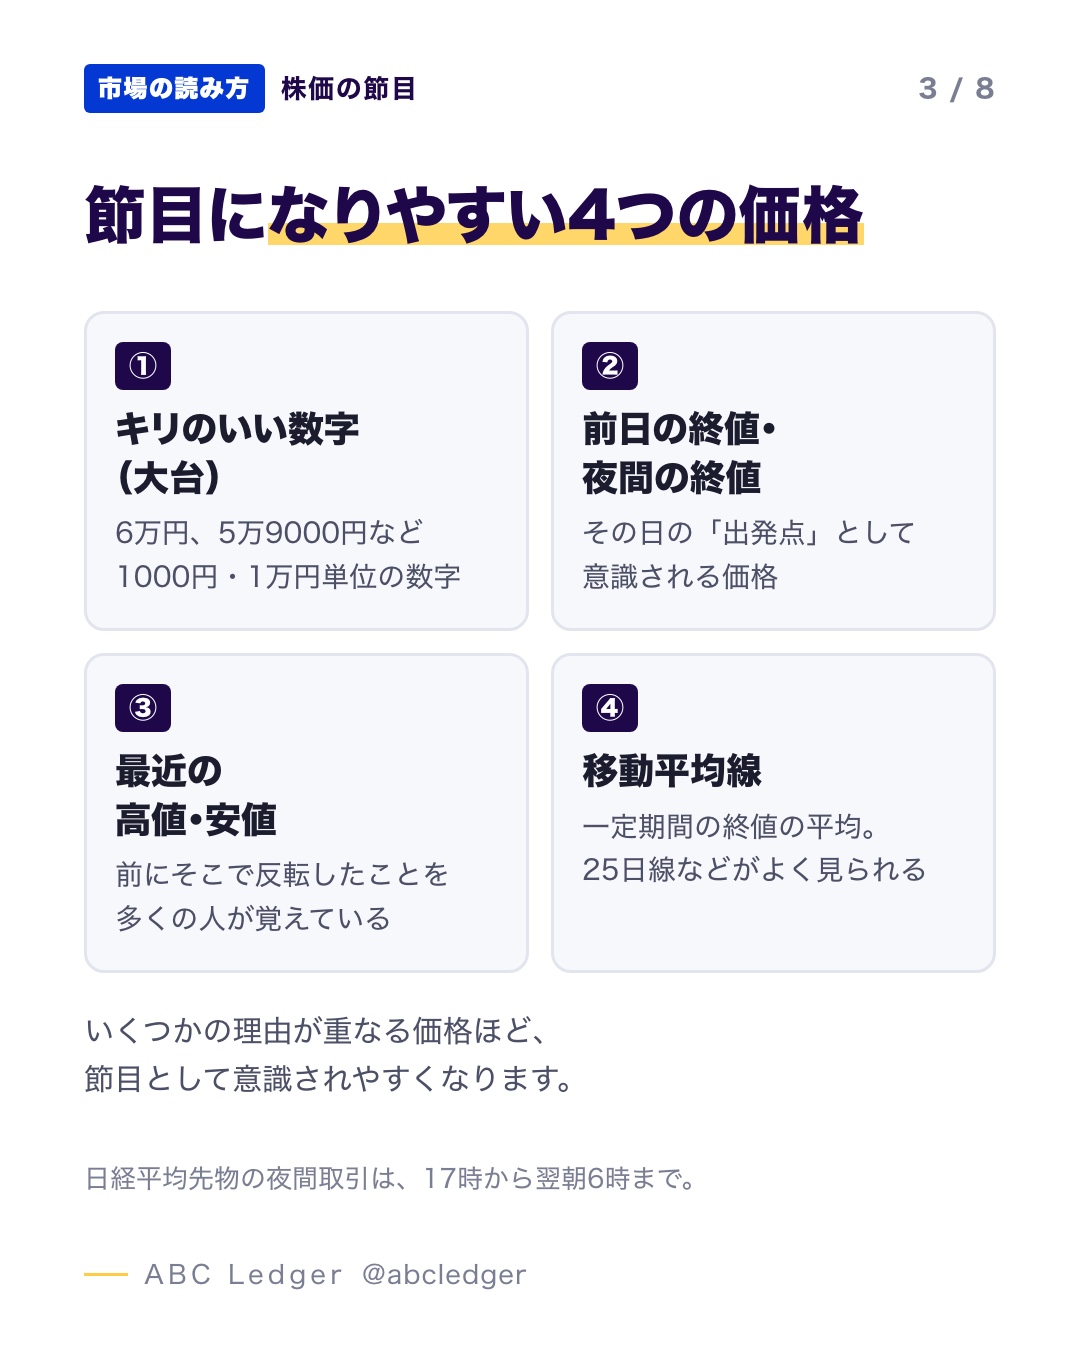 市場の読み方 株価の節目 3 / 8
節目になりやすい4つの価格
①
キリのいい数字
(大台)
6万円、5万9000円など
1000円・1万円単位の数字
②
前日の終値・
夜間の終値
その日の「出発点」として
意識される価格
③
最近の
高値・安値
前にそこで反転したことを
多くの人が覚えている
④
移動平均線
一定期間の終値の平均。
25日線などがよく見られる
いくつかの理由が重なる価格ほど、
節目として意識されやすくなります。
日経平均先物の夜間取引は、17時から翌朝6時まで。
ABC Ledger @abcledger